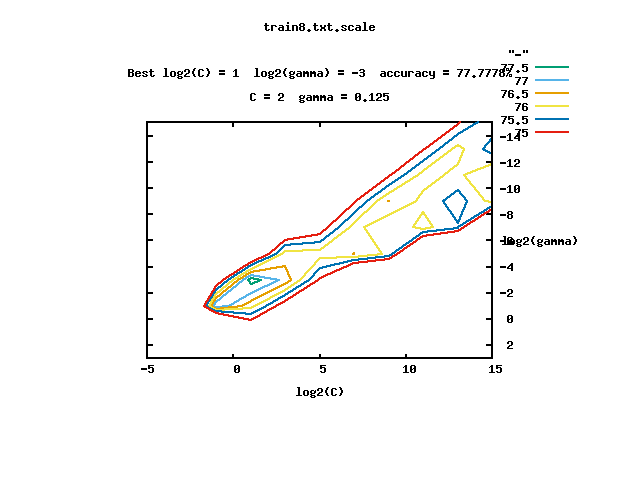 train8.txt.scale
"-"
Best log2(C) = 1 log2(gamma) = -3 accuracy = 77.7778%
77.5
77
76.5
C = 2 gamma = 0.125
76
75.5
75
-14
-12
-10
-8
-6
log2(gamma)
-4
-2
0
2
-5 0 5 10 15
log2(C)